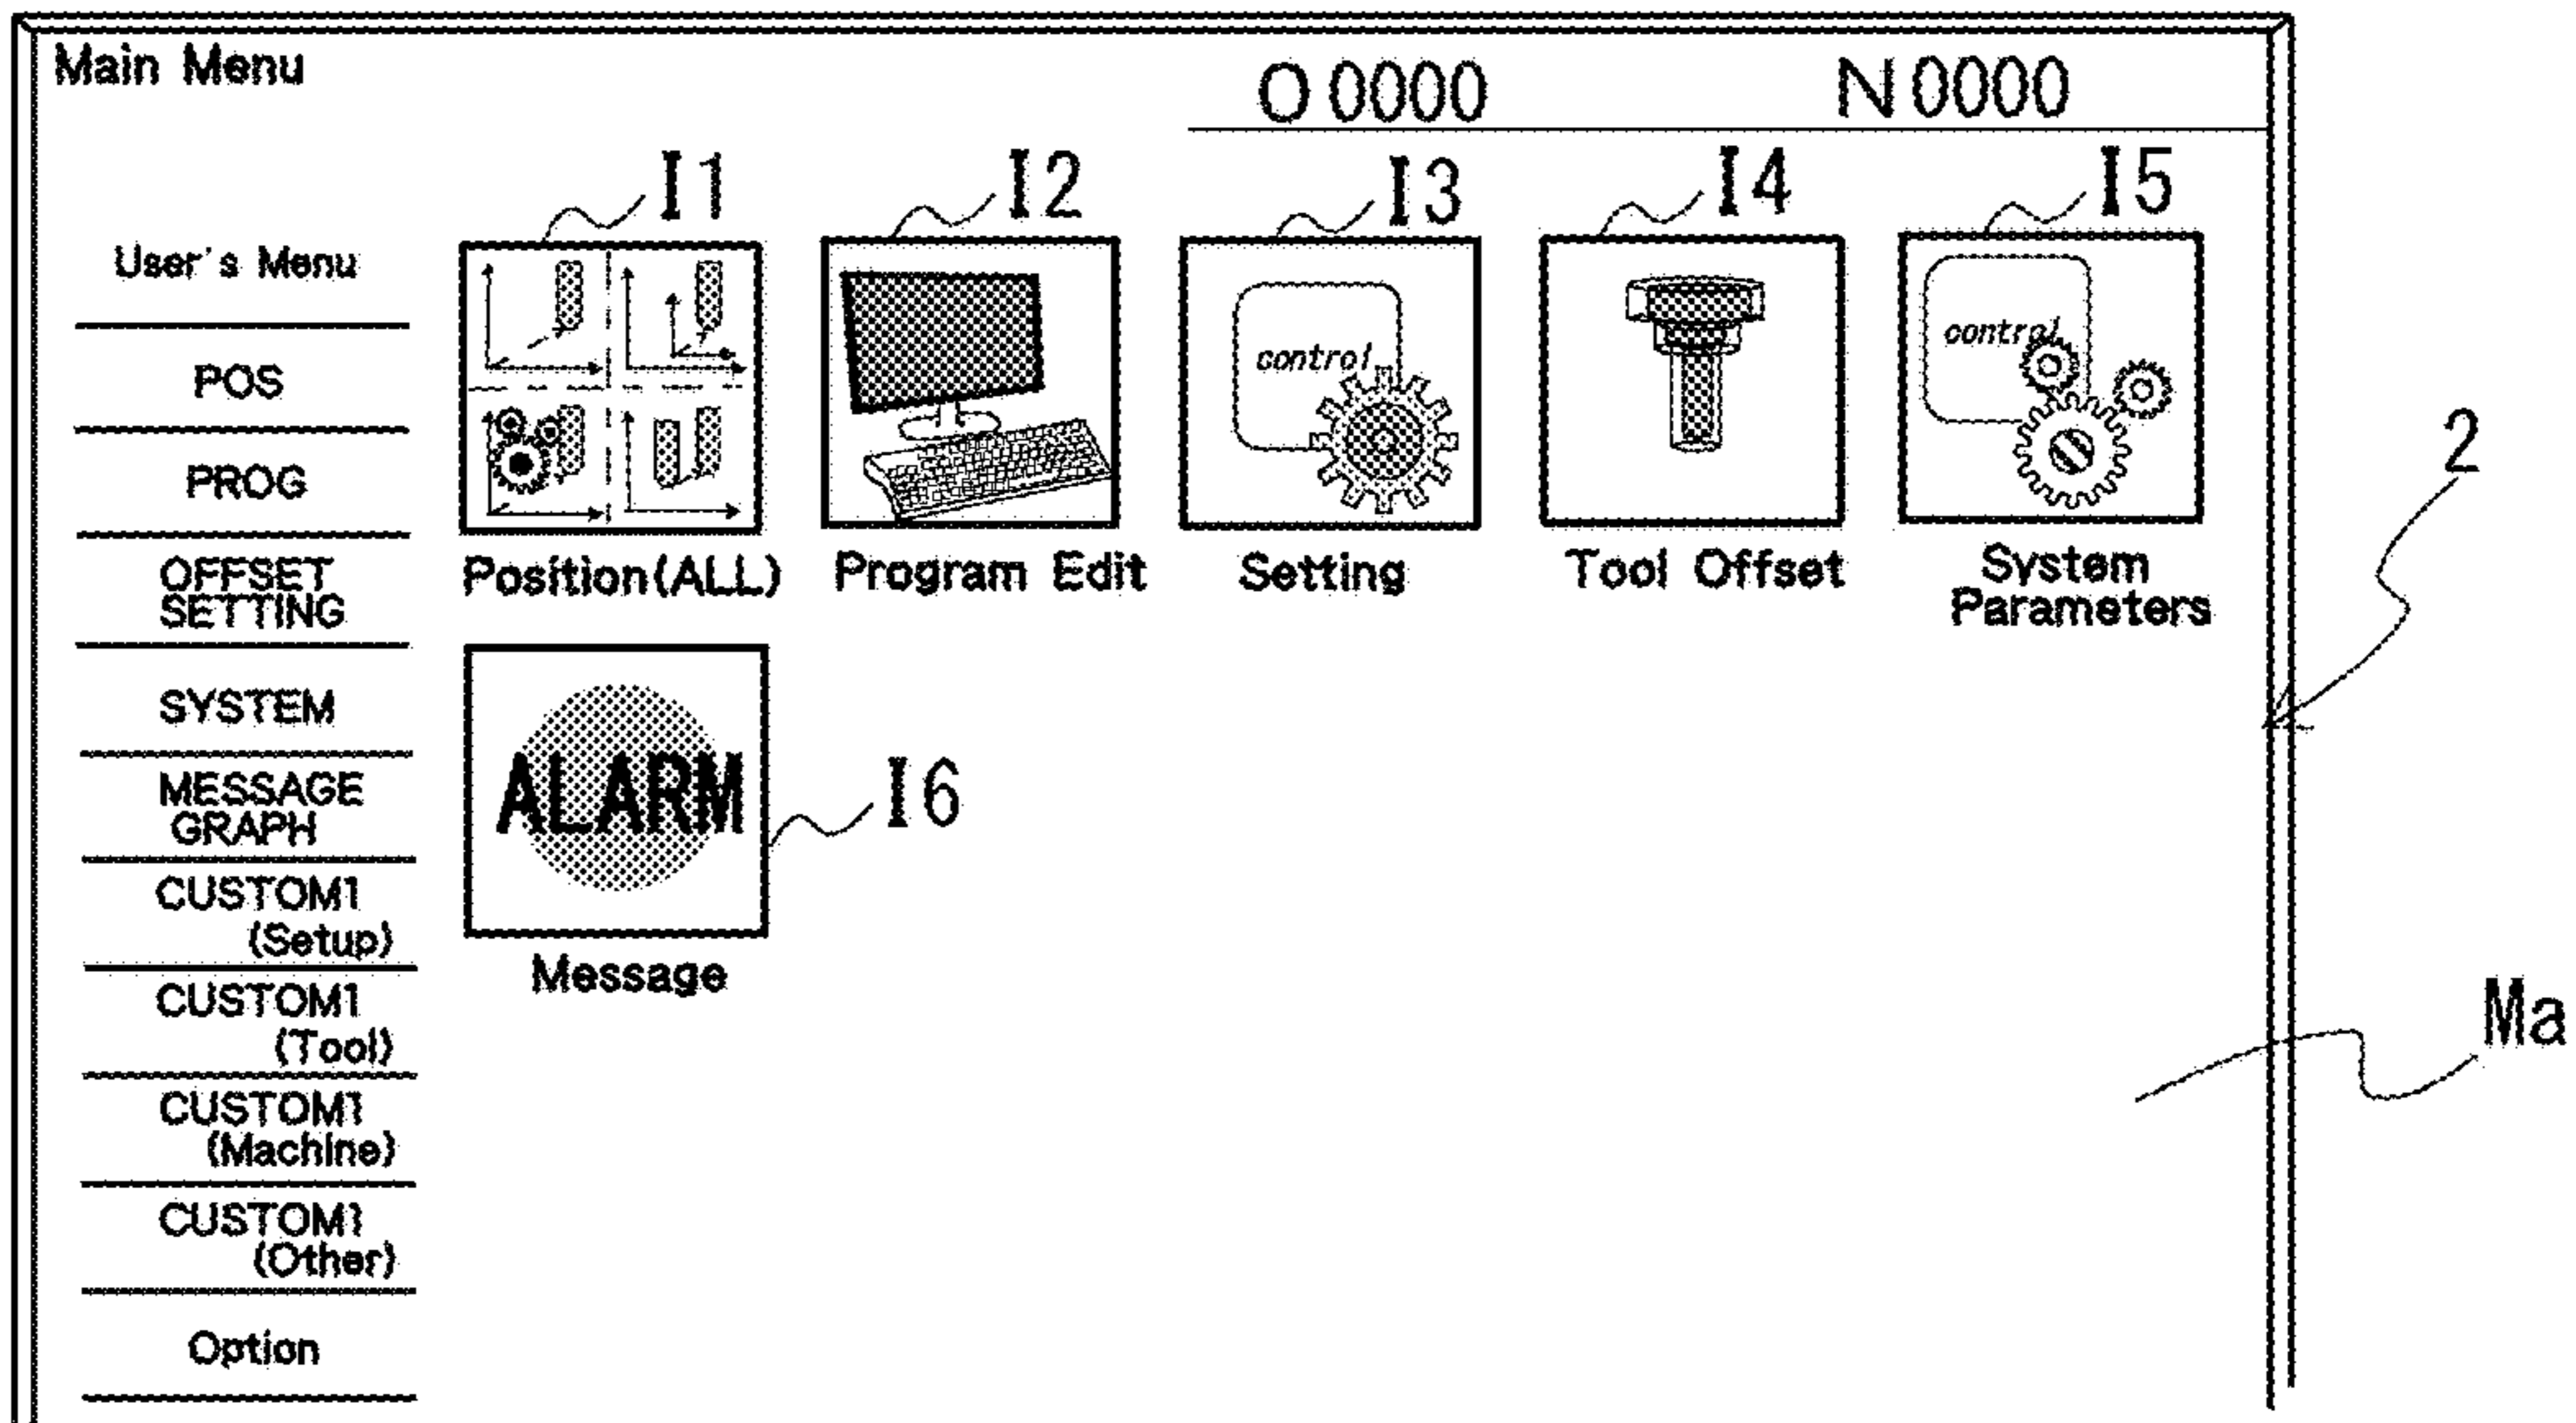 Main Menu
O 0000 N 0000
I1 I2 I3 I4 I5
User's Menu
POS
PROG
OFFSET
SETTING
SYSTEM
MESSAGE
GRAPH
CUSTOM1
(Setup)
CUSTOM1
(Tool)
CUSTOM1
(Machine)
CUSTOM1
(Other)
Option
control
control
Position(ALL) Program Edit Setting Tool Offset System
Parameters
ALARM
I6
Message
2
Ma